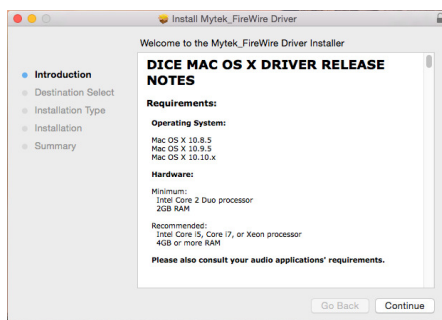 Install Mytek_FireWire Driver
Welcome to the Mytek_FireWire Driver Installer
Introduction
Destination Select
Installation Type
Installation
Summary
DICE MAC OS X DRIVER RELEASE
NOTES
Requirements:
Operating System:
Mac OS X 10.8.5
Mac OS X 10.9.5
Mac OS X 10.10.x
Hardware:
Minimum:
Intel Core 2 Duo processor
2GB RAM
Recommended:
Intel Core i5, Core i7, or Xeon processor
4GB or more RAM
Please also consult your audio applications' requirements.
Go Back
Continue